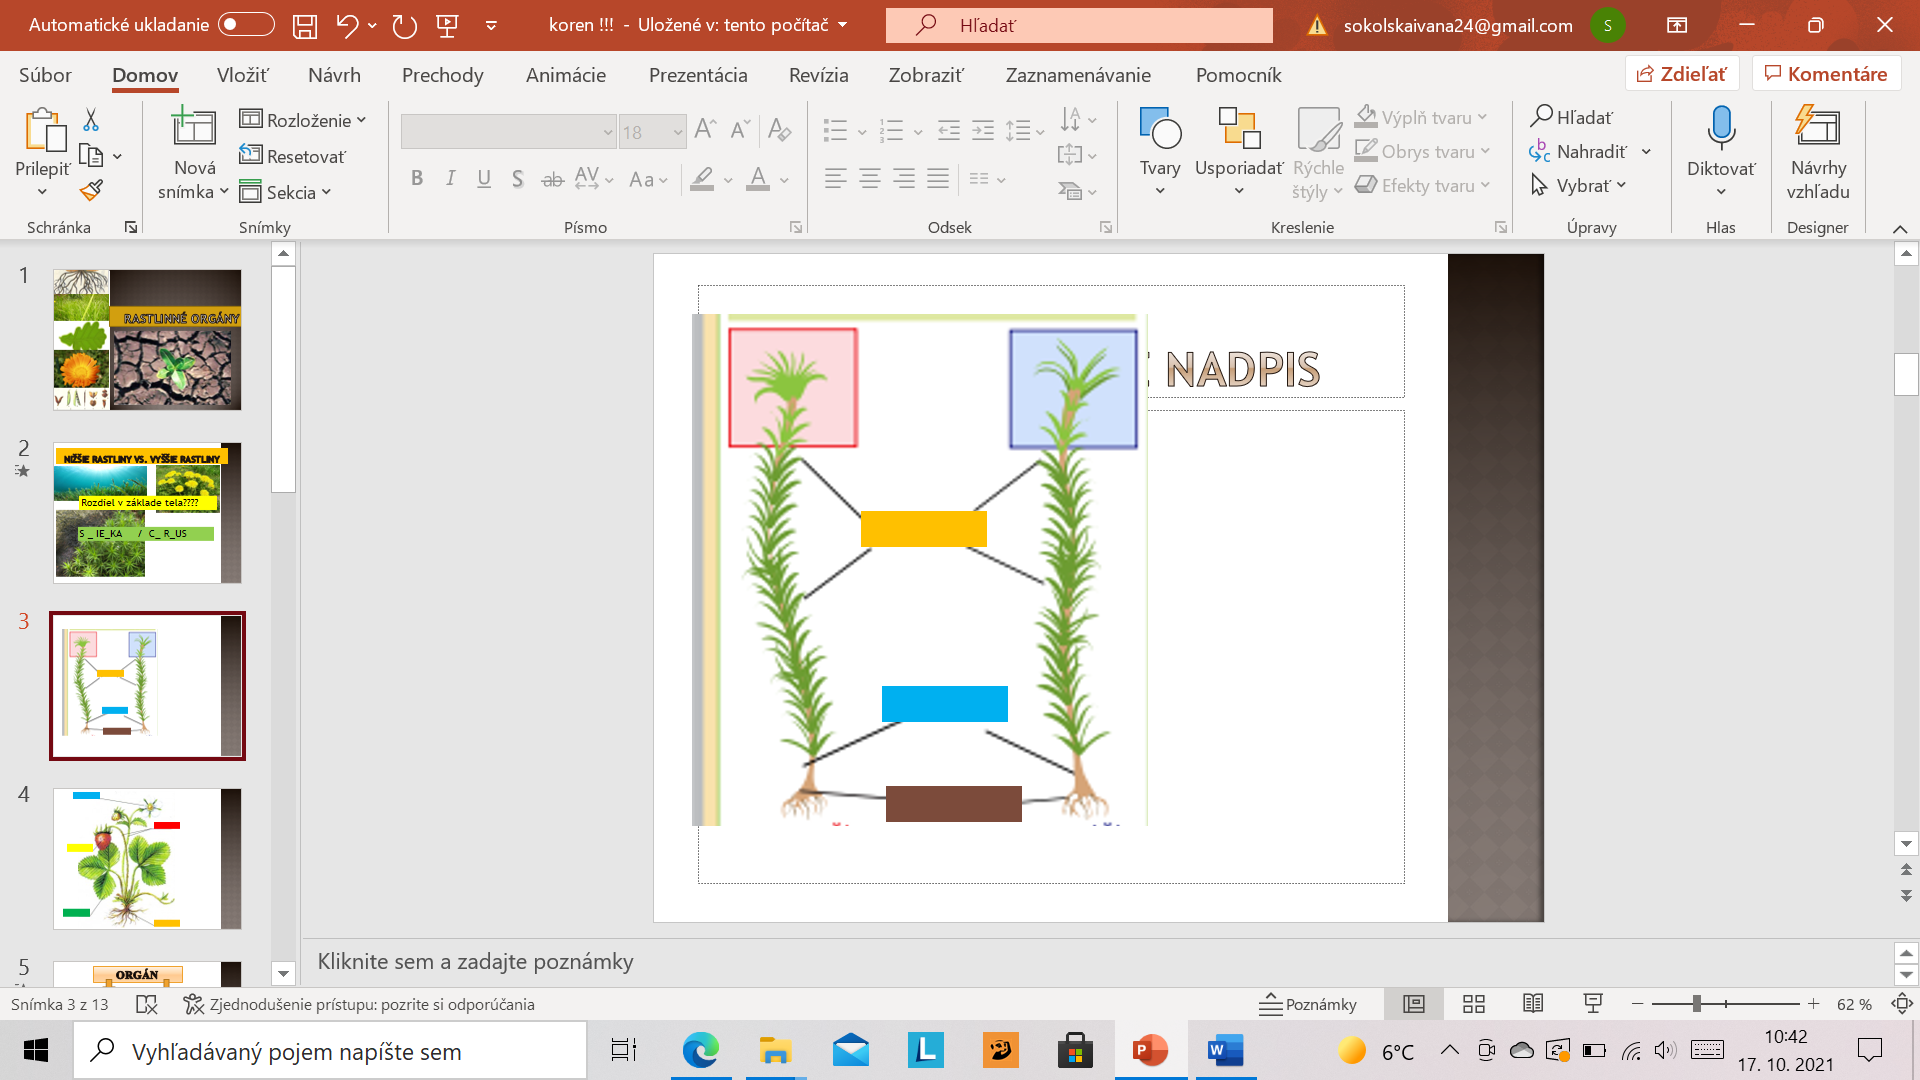 Automatické ukladanie
koren !!! - Uložené v: tento počítač
Hľadať
sokolskaivana24@gmail.com
S
Súbor
Domov
Vložiť
Návrh
Prechody
Animácie
Prezentácia
Revízia
Zobraziť
Zaznamenávanie
Pomocník
Zdieľať
Komentáre
Prilepiť
Nová
snímka
Rozloženie
Resetovať
Sekcia
18
Tvary
Usporiadať
Rýchle
štýly
Výplň tvaru
Obrys tvaru
Efekty tvaru
Hľadať
Nahradiť
Vybrať
Diktovať
Návrhy
vzhľadu
Schránka
Snímky
Písmo
Odsek
Kreslenie
Úpravy
Hlas
Designer
1
RASTLINNÉ ORGÁNY
2
NIŽŠIE RASTLINY VS. VYŠŠIE RASTLINY
Rozdiel v základe tela????
S _ IE_KA / C_ R_US
3
4
5
ORGÁN
NADPIS
Kliknite sem a zadajte poznámky
Snímka 3 z 13
Zjednodušenie prístupu: pozrite si odporúčania
Poznámky
62 %
Vyhľadávaný pojem napíšte sem
6°C
10:42
17. 10. 2021